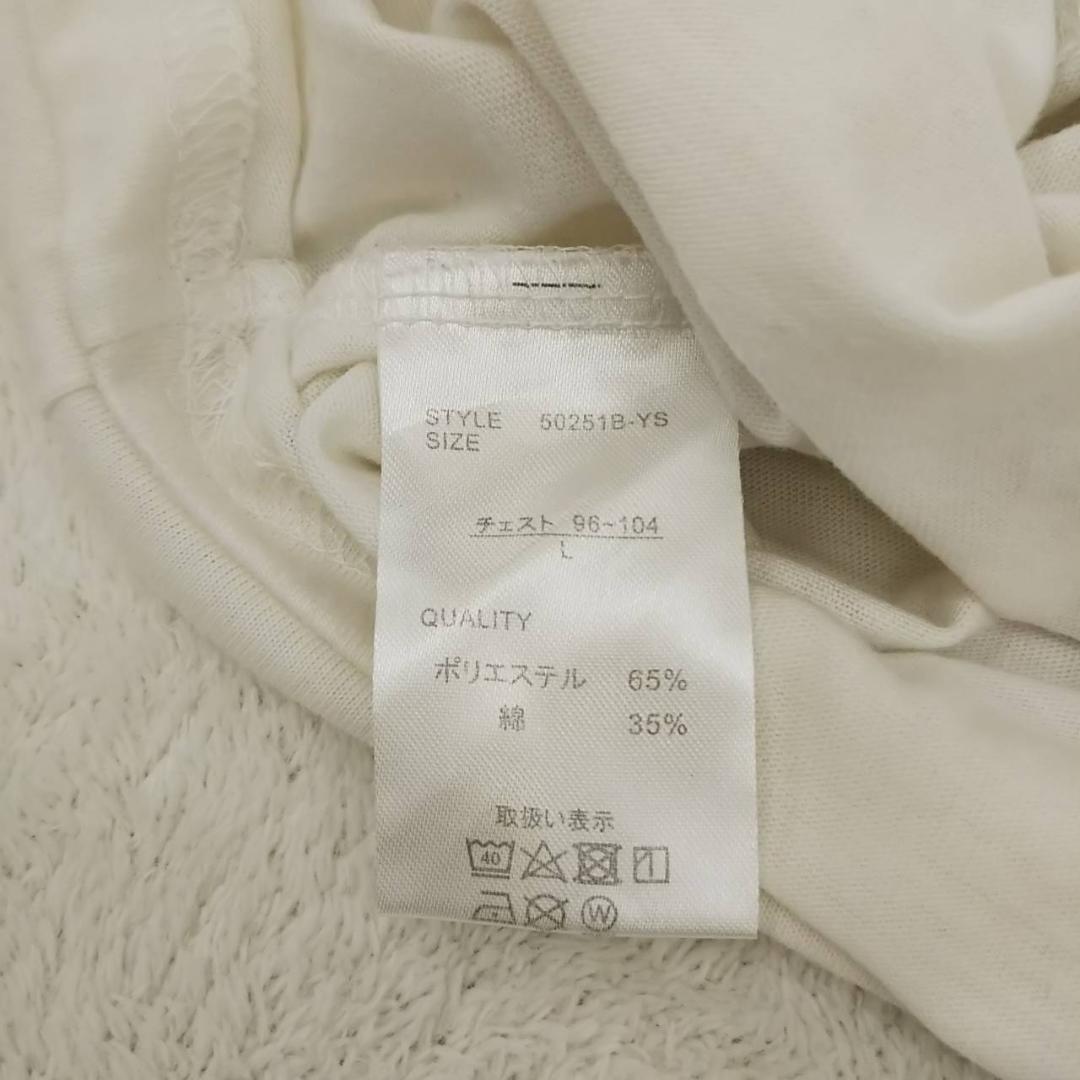 STYLE 50251B-YS
SIZE
チェスト 96~104
L
QUALITY
ポリエステル 65%
綿 35%
取扱い表示
40
W